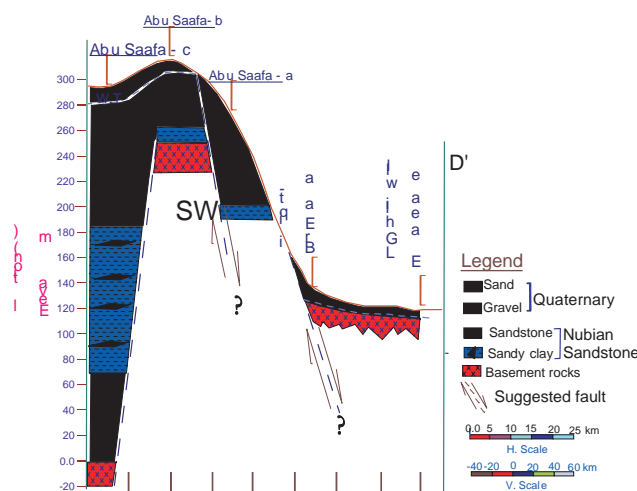 Abu Saafa- b
Abu Saafa - c
Abu Saafa - a
W.T
300
280
260
240
220
200
180
160
140
120
100
80
60
40
20
0.0
-20
SW
?
?
D'
Legend
Sand
Gravel
Quaternary
Sandstone
Sandy clay
Nubian
Sandstone
Basement rocks
Suggested fault
0.0 5 10 15 20 25 km
H. Scale
-40 -20 0 20 40 60 km
V. Scale